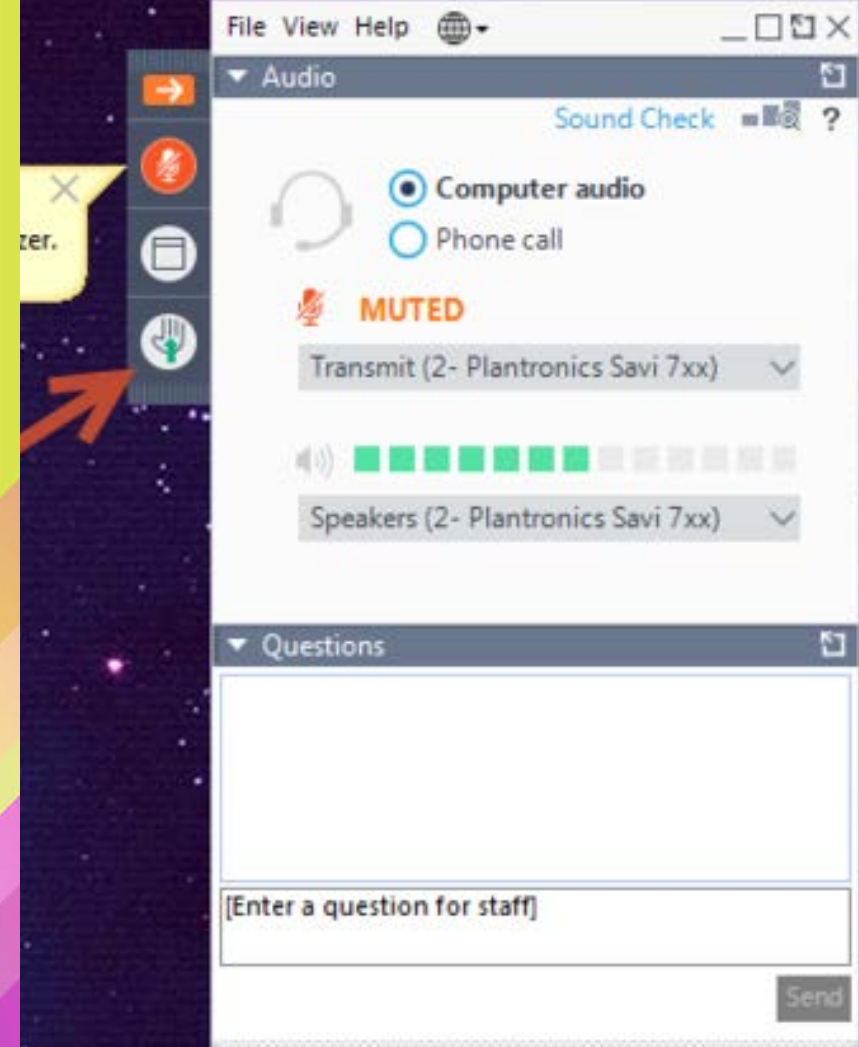 File View Help
Audio
Sound Check ?
zer.
Computer audio
Phone call
MUTED
Transmit (2- Plantronics Savi 7xx)
Speakers (2- Plantronics Savi 7xx)
Questions
[Enter a question for staff]
Send